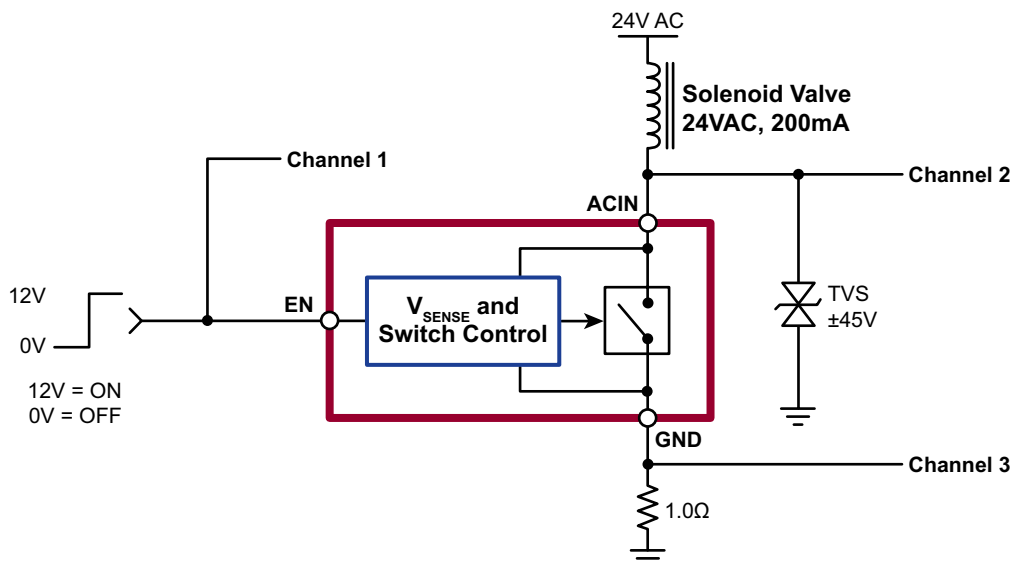 24V AC
Solenoid Valve
24VAC, 200mA
Channel 1
Channel 2
ACIN
12V
0V
EN
VSENSE and
Switch Control
TVS
±45V
12V = ON
0V = OFF
GND
Channel 3
1.0Ω